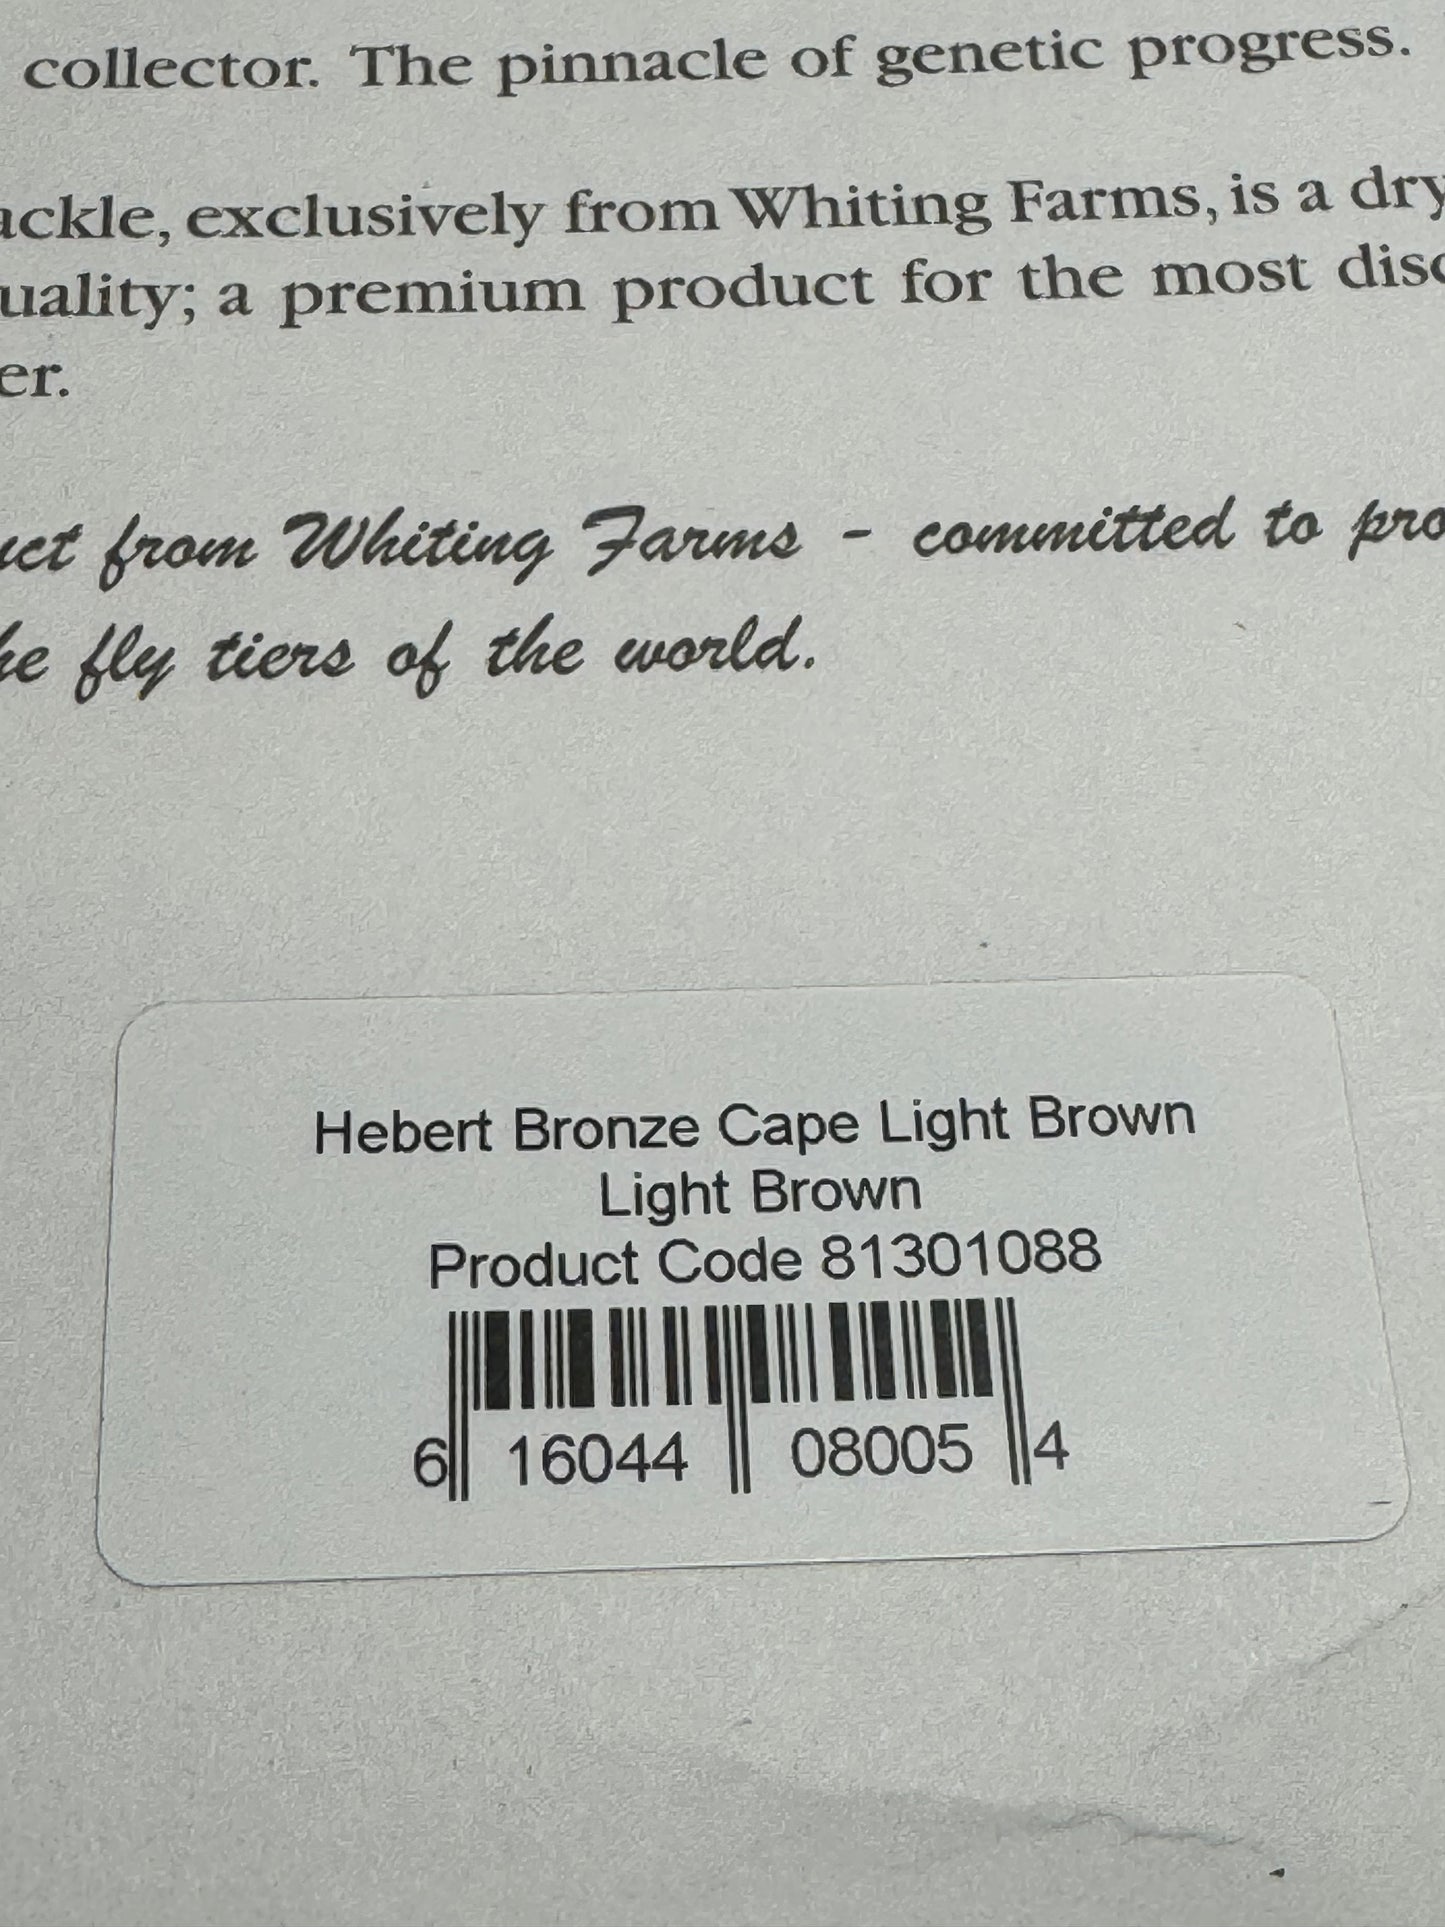 collector. The pinnacle of genetic progress.
ackle, exclusively from Whiting Farms, is a dry
uality; a premium product for the most disc
er.
uct from Whiting Farms - committed to pro
he fly tiers of the world.
Hebert Bronze Cape Light Brown
Light Brown
Product Code 81301088
6 16044 08005 4